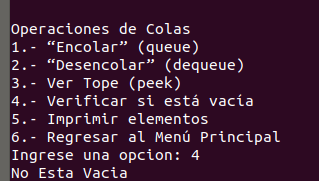 Operaciones de Colas
1.- “Encolar” (queue)
2.- “Desencolar” (dequeue)
3.- Ver Tope (peek)
4.- Verificar si está vacía
5.- Imprimir elementos
6.- Regresar al Menú Principal
Ingrese una opcion: 4
No Esta Vacia